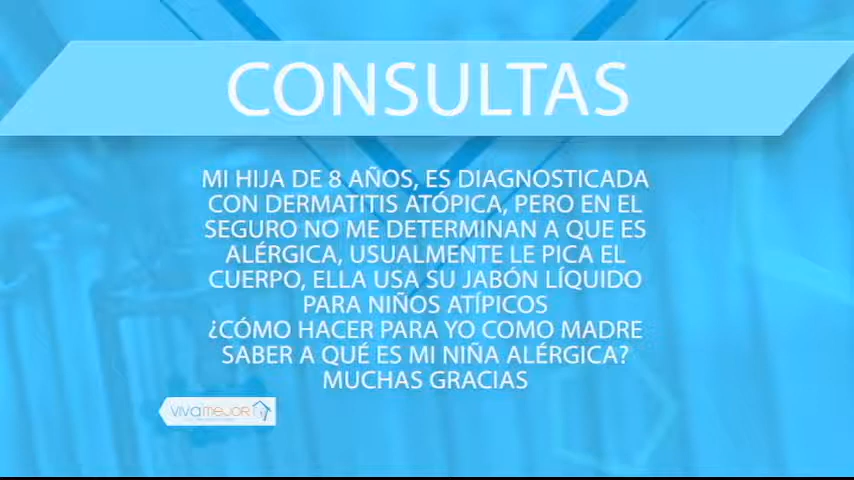 CONSULTAS
MI HIJA DE 8 AÑOS, ES DIAGNOSTICADA
CON DERMATITIS ATÓPICA, PERO EN EL
SEGURO NO ME DETERMINAN A QUE ES
ALÉRGICA, USUALMENTE LE PICA EL
CUERPO, ELLA USA SU JABÓN LÍQUIDO
PARA NIÑOS ATÍPICOS
¿CÓMO HACER PARA YO COMO MADRE
SABER A QUÉ ES MI NIÑA ALÉRGICA?
MUCHAS GRACIAS
vivamejor